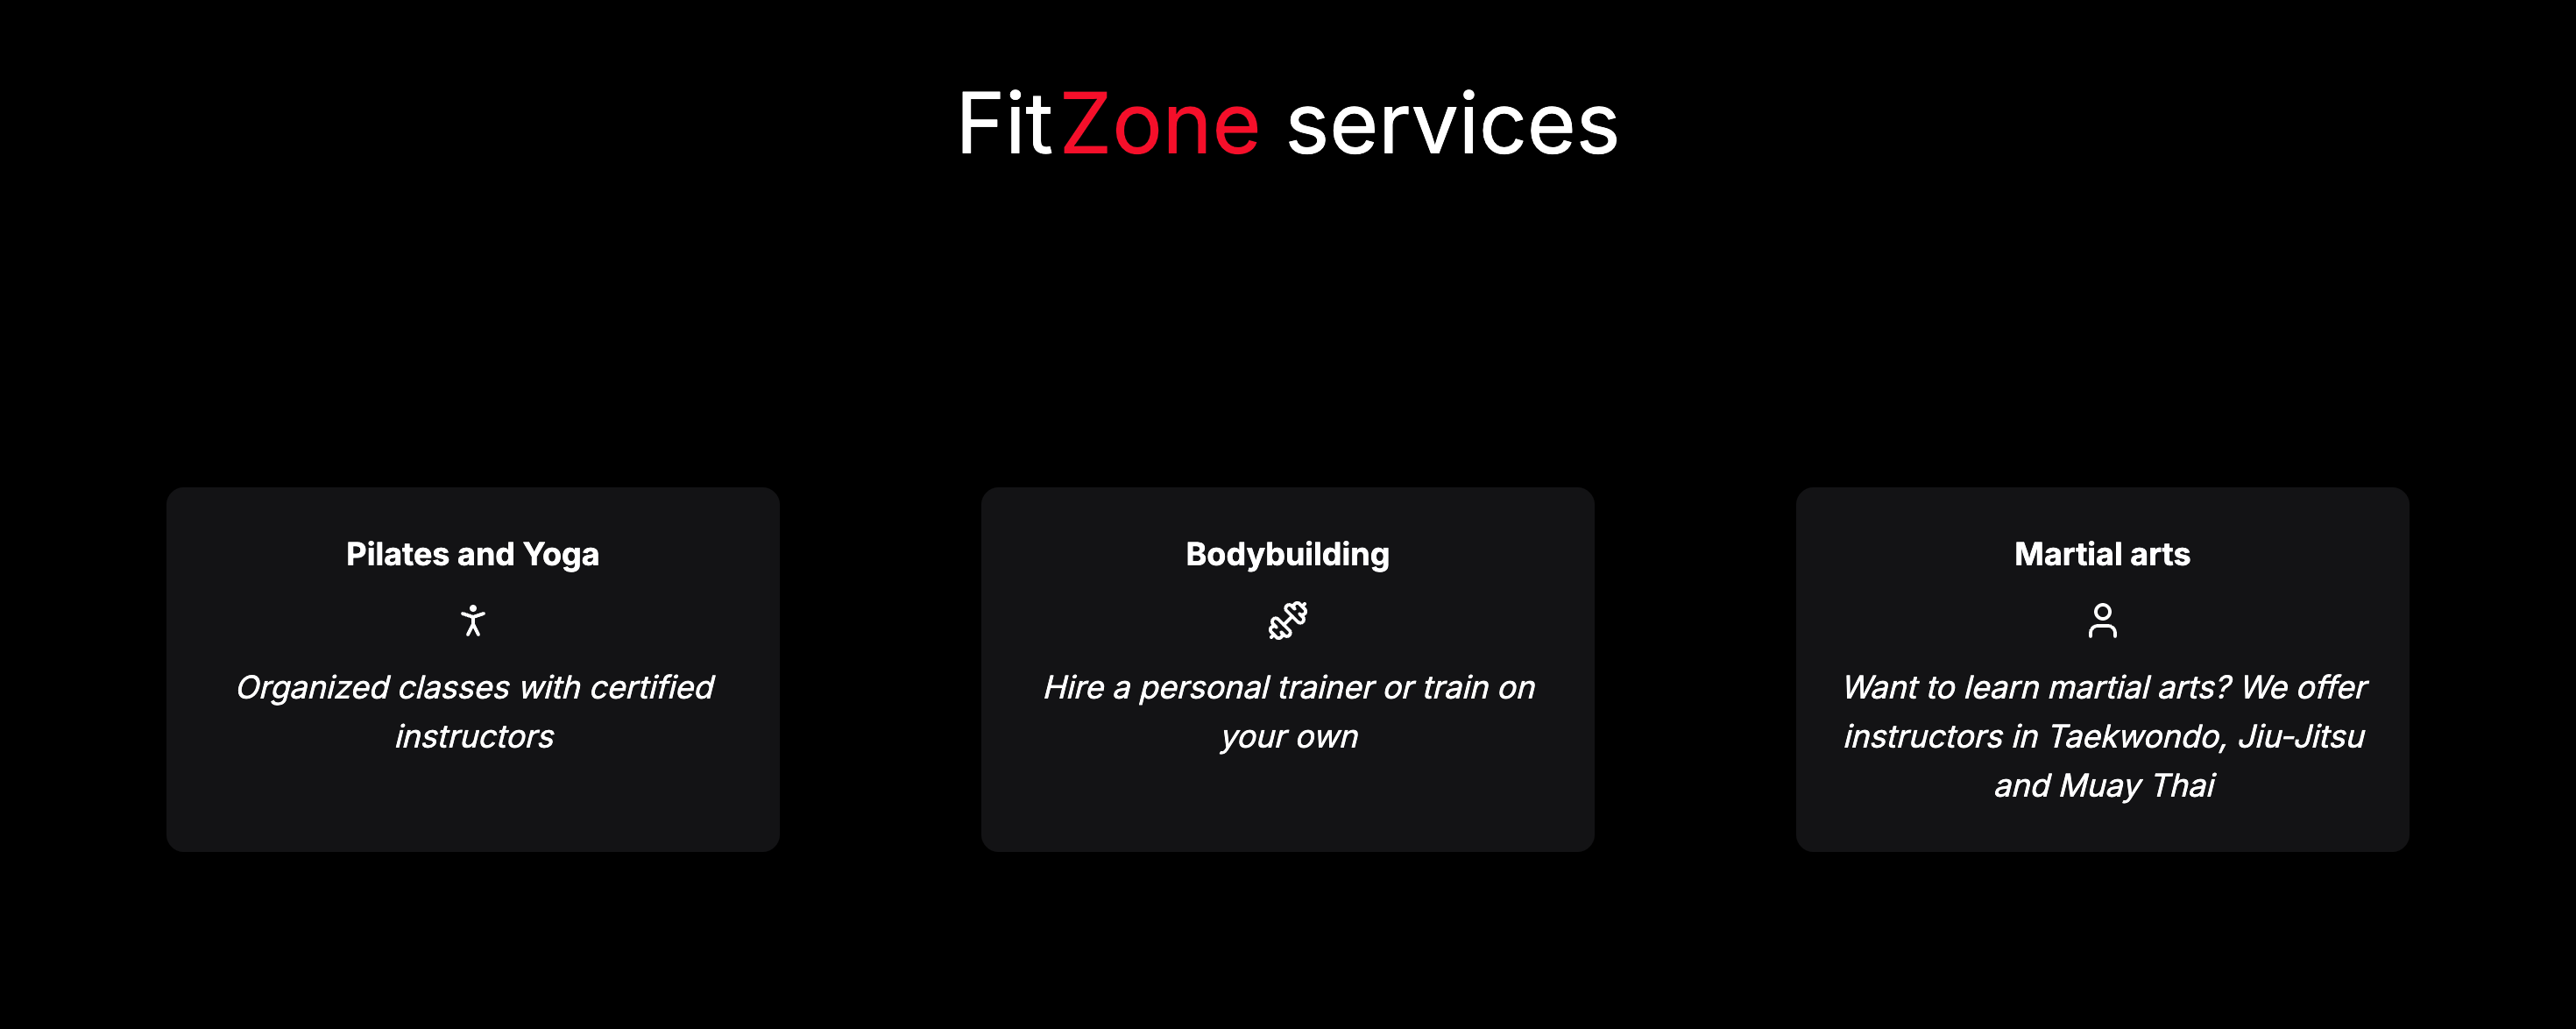 FitZone services
Pilates and Yoga
Organized classes with certified
instructors
Bodybuilding
Hire a personal trainer or train on
your own
Martial arts
Want to learn martial arts? We offer
instructors in Taekwondo, Jiu-Jitsu
and Muay Thai